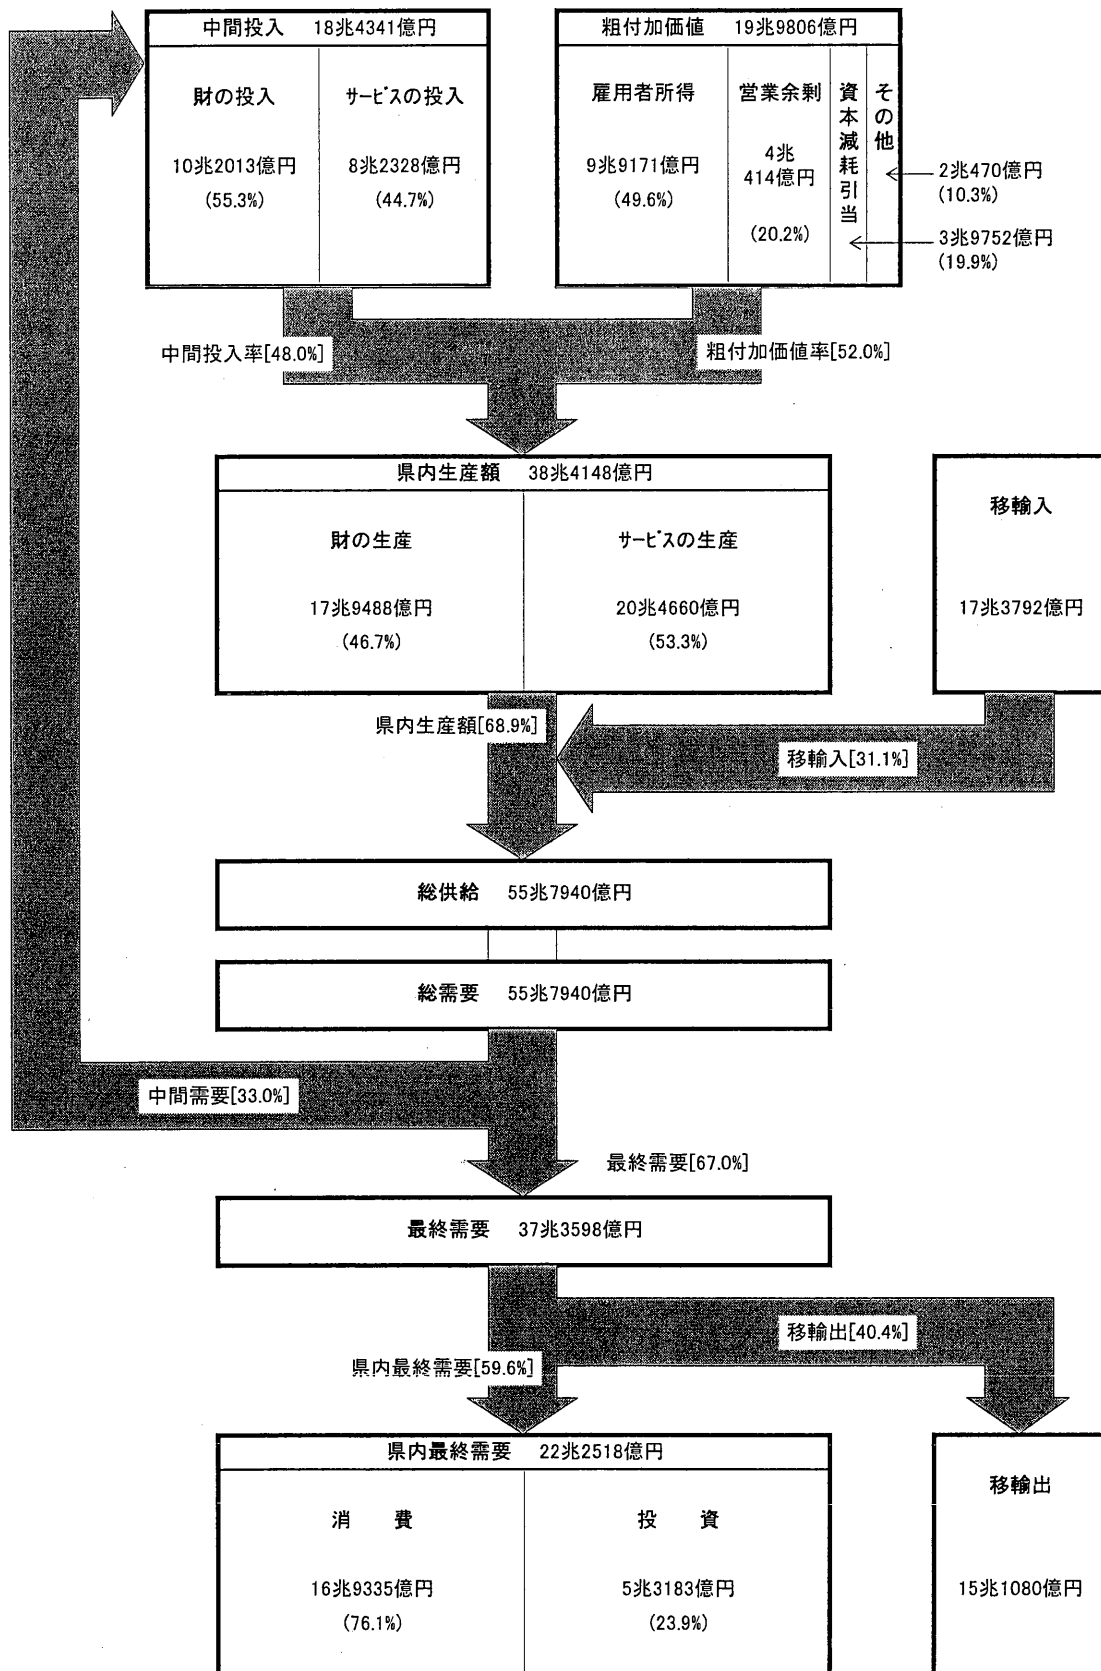 中間投入 18兆4341億円
財の投入
10兆2013億円
(55.3%)
サービスの投入
8兆2328億円
(44.7%)
粗付加価値 19兆9806億円
雇用者所得
9兆9171億円
(49.6%)
営業余剰
4兆
414億円
(20.2%)
資本減耗引当
その他
2兆470億円
(10.3%)
3兆9752億円
(19.9%)
中間投入率[48.0%]
粗付加価値率[52.0%]
県内生産額 38兆4148億円
財の生産
17兆9488億円
(46.7%)
サービスの生産
20兆4660億円
(53.3%)
移輸入
17兆3792億円
県内生産額[68.9%]
移輸入[31.1%]
総供給 55兆7940億円
総需要 55兆7940億円
中間需要[33.0%]
最終需要[67.0%]
最終需要 37兆3598億円
移輸出[40.4%]
県内最終需要[59.6%]
県内最終需要 22兆2518億円
消 費
16兆9335億円
(76.1%)
投 資
5兆3183億円
(23.9%)
移輸出
15兆1080億円